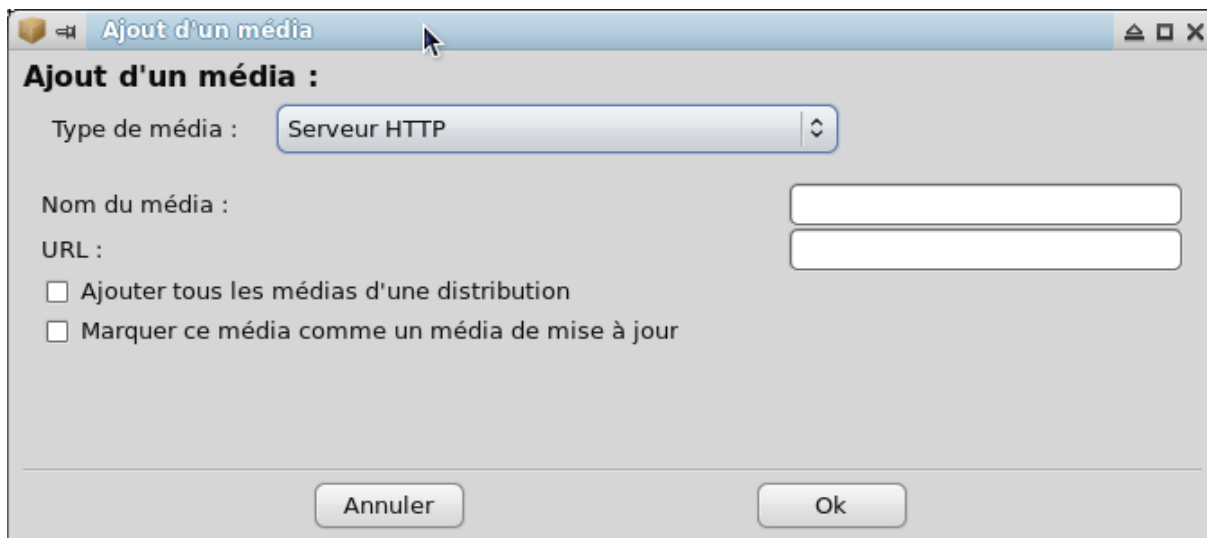 Ajout d'un média
Ajout d'un média :
Type de média : Serveur HTTP
Nom du média :
URL :
Ajouter tous les médias d'une distribution
Marquer ce média comme un média de mise à jour
Annuler Ok